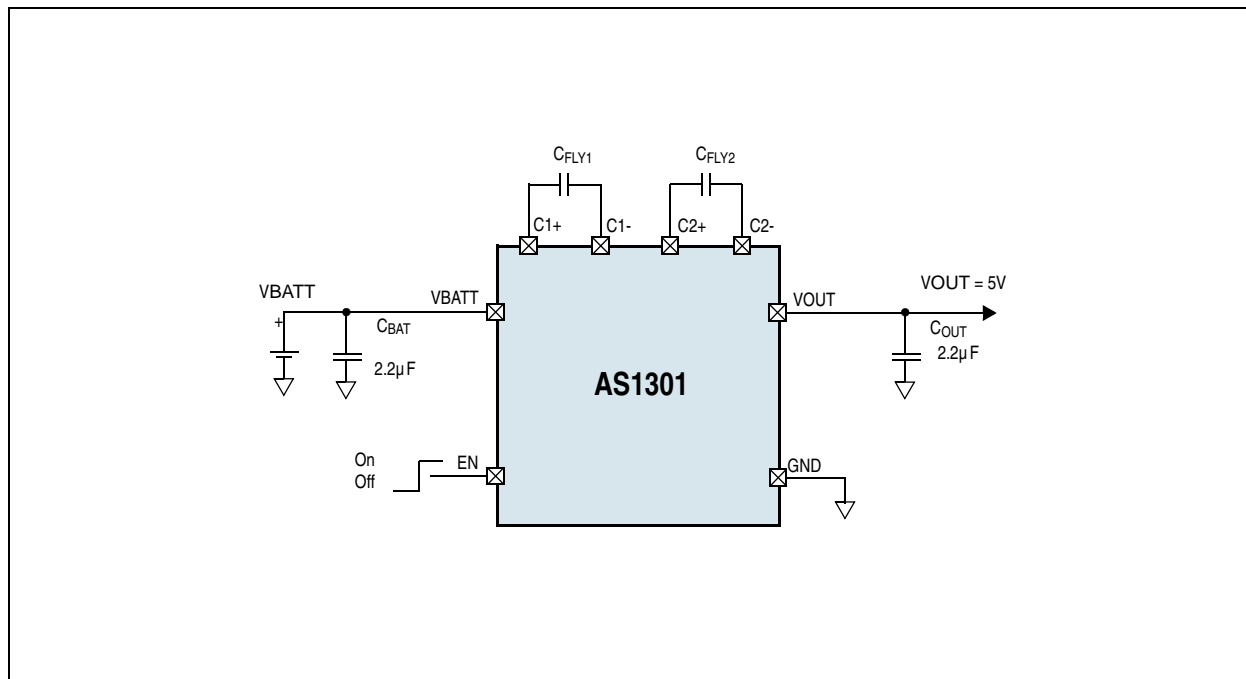 CFLY1
CFLY2
C1+
C1-
C2+
C2-
VBATT
VBATT
VOUT
VOUT = 5V
+
CBAT
COUT
2.2µF
2.2µF
AS1301
On
Off
EN
GND